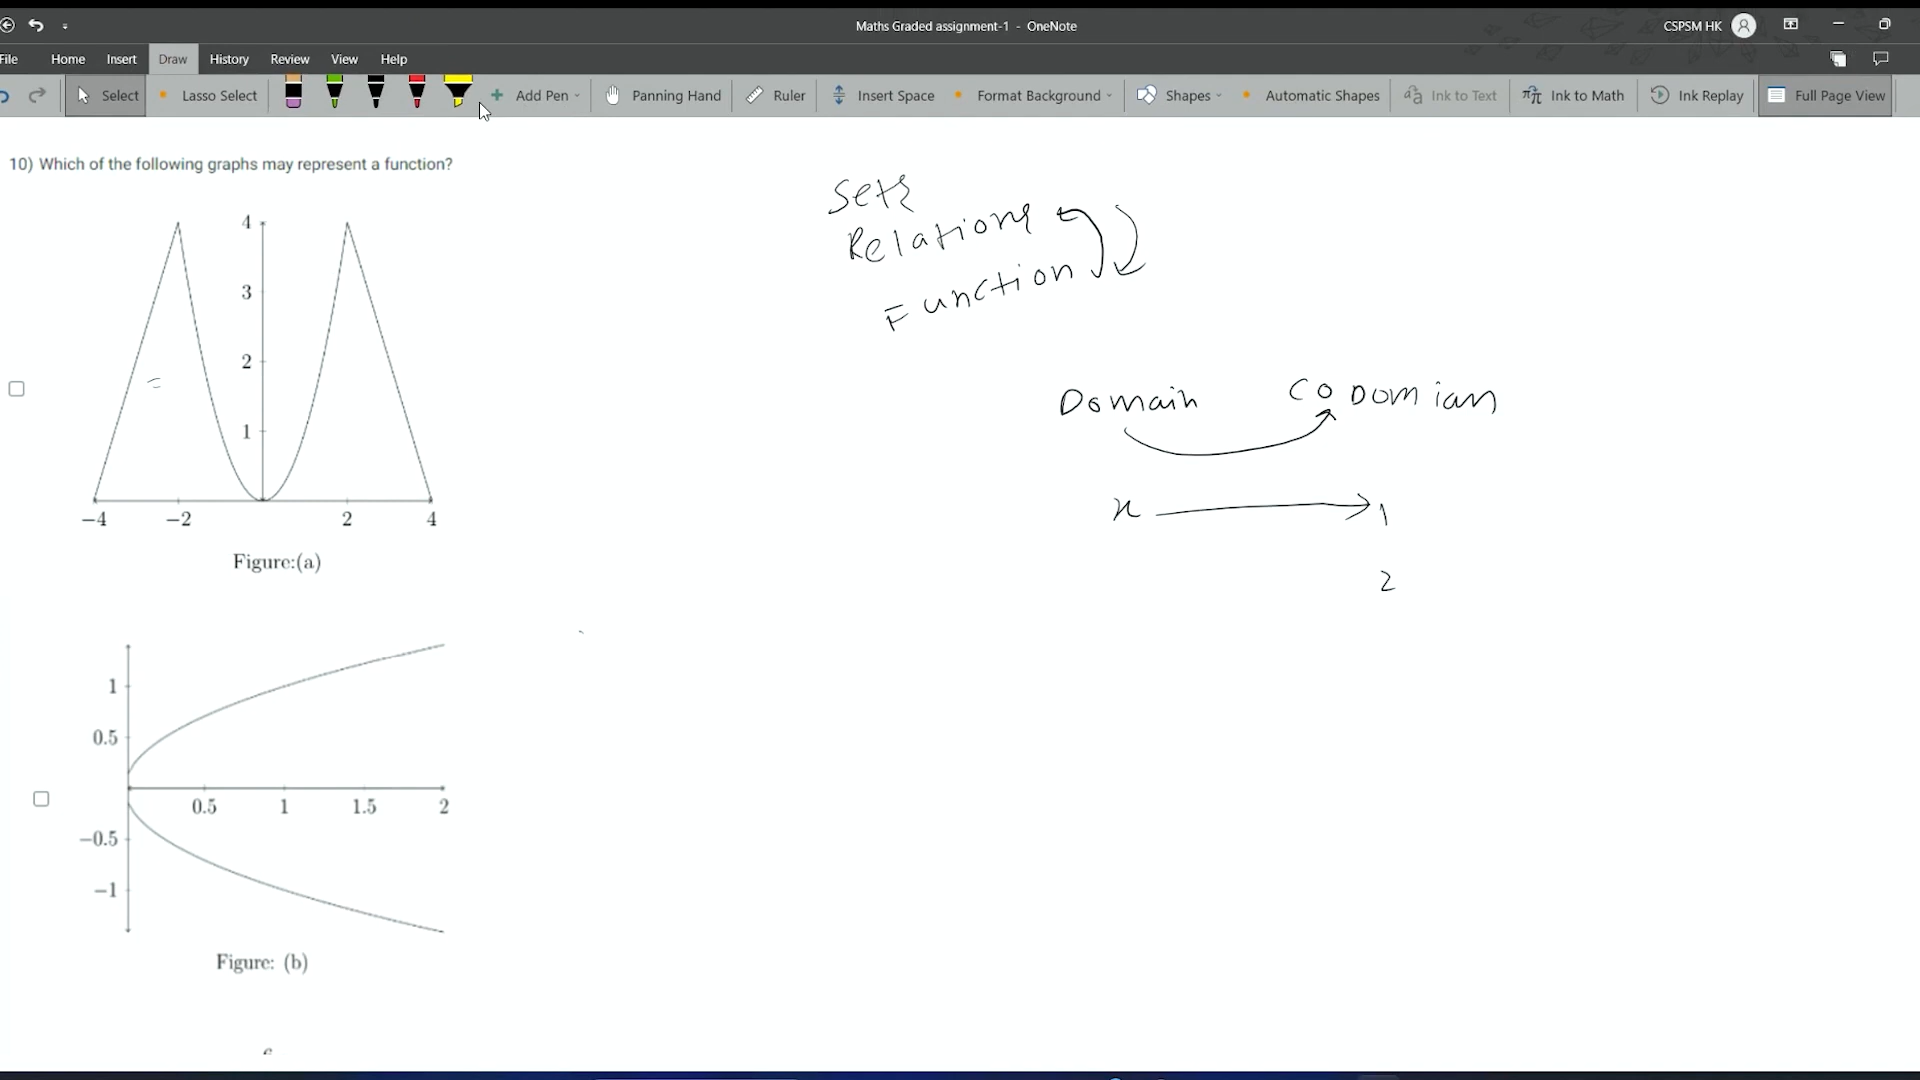 Maths Graded assignment-1 - OneNote
CSPSM HK
File Home Insert Draw History Review View Help
Select Lasso Select Add Pen Panning Hand Ruler Insert Space Format Background Shapes Automatic Shapes Ink to Text Ink to Math Ink Replay Full Page View
10) Which of the following graphs may represent a function?
4
3
2
1
−4 −2 2 4
Figure:(a)
1
0.5
0.5 1 1.5 2
−0.5
−1
Figure: (b)
Sets
Relations
Function
Domain CO DOmian
x 1
2